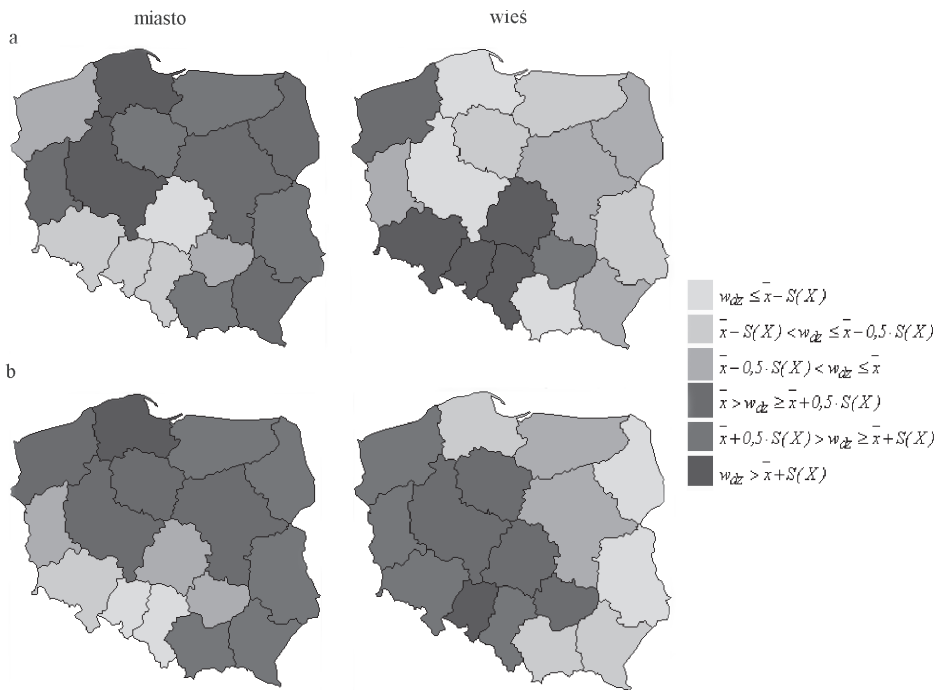 miasto
wieś
a
w_dz ≤ x̄ – S(X)
x̄ – S(X) < w_dz ≤ x̄ – 0,5 · S(X)
x̄ – 0,5 · S(X) < w_dz ≤ x̄
x̄ > w_dz ≥ x̄ + 0,5 · S(X)
x̄ + 0,5 · S(X) > w_dz ≥ x̄ + S(X)
w_dz > x̄ + S(X)
b